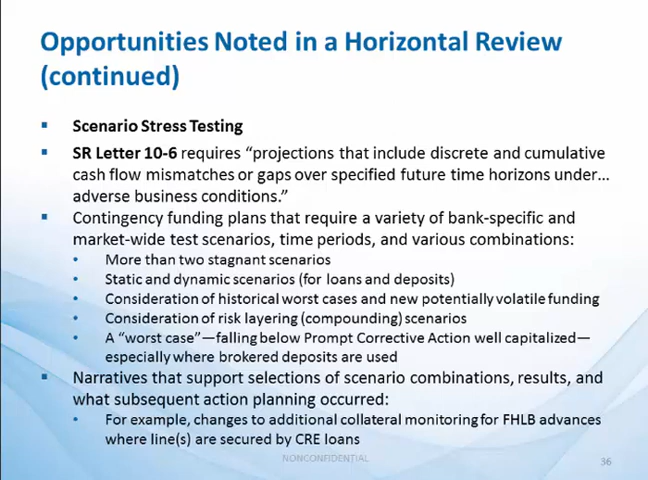 Opportunities Noted in a Horizontal Review
(continued)
▪ Scenario Stress Testing
▪ SR Letter 10-6 requires “projections that include discrete and cumulative
cash flow mismatches or gaps over specified future time horizons under…
adverse business conditions.”
▪ Contingency funding plans that require a variety of bank-specific and
market-wide test scenarios, time periods, and various combinations:
• More than two stagnant scenarios
• Static and dynamic scenarios (for loans and deposits)
• Consideration of historical worst cases and new potentially volatile funding
• Consideration of risk layering (compounding) scenarios
• A “worst case”—falling below Prompt Corrective Action well capitalized—
especially where brokered deposits are used
▪ Narratives that support selections of scenario combinations, results, and
what subsequent action planning occurred:
• For example, changes to additional collateral monitoring for FHLB advances
where line(s) are secured by CRE loans
NONCONFIDENTIAL
36